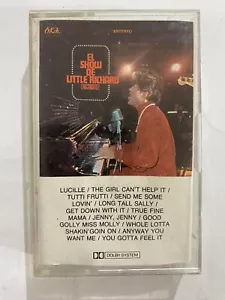 EL
SHOW
DE
LITTLE RICHARD
LUCILLE / THE GIRL CAN'T HELP IT /
TUTTI FRUTTI / SEND ME SOME
LOVIN' / LONG TALL SALLY /
GET DOWN WITH IT / TRUE FINE
MAMA / JENNY, JENNY / GOOD
GOLLY MISS MOLLY / WHOLE LOTTA
SHAKIN'GOIN ON / ANYWAY YOU
WANT ME / YOU GOTTA FEEL IT
DOLBY SYSTEM